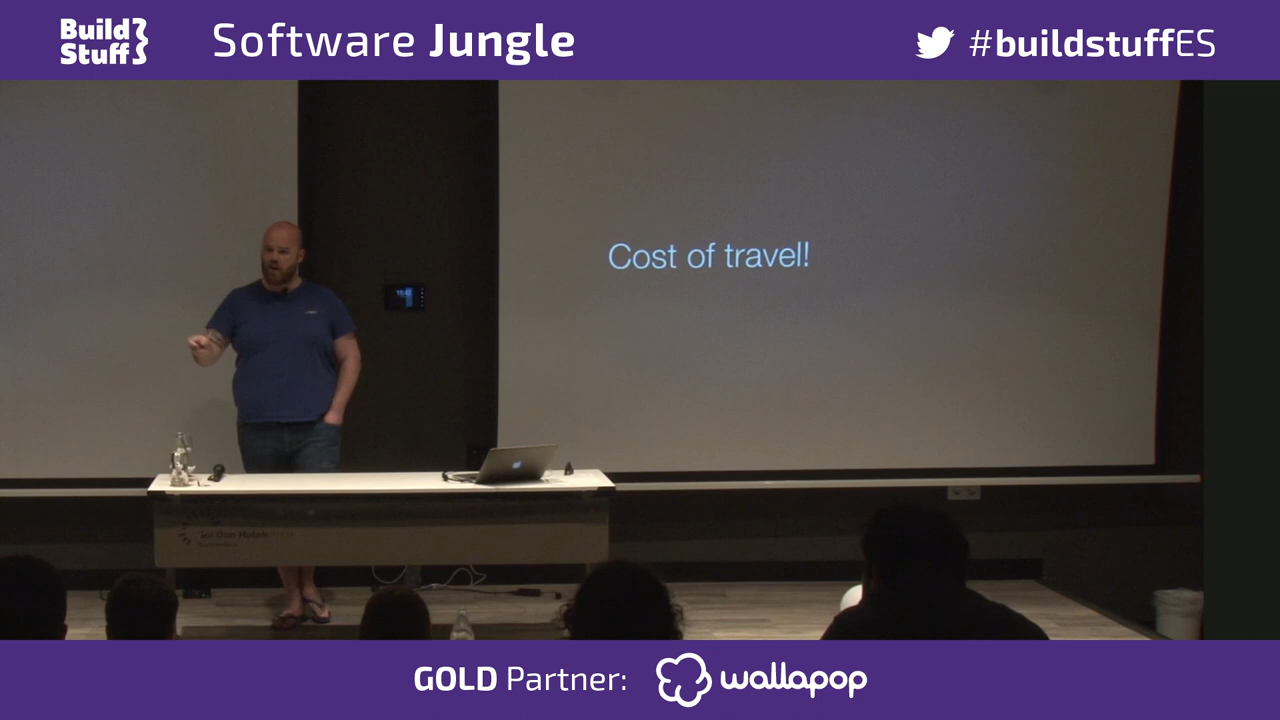 Build
Stuff
Software Jungle
#buildstuffES
Cost of travel!
GOLD Partner:
wallapop